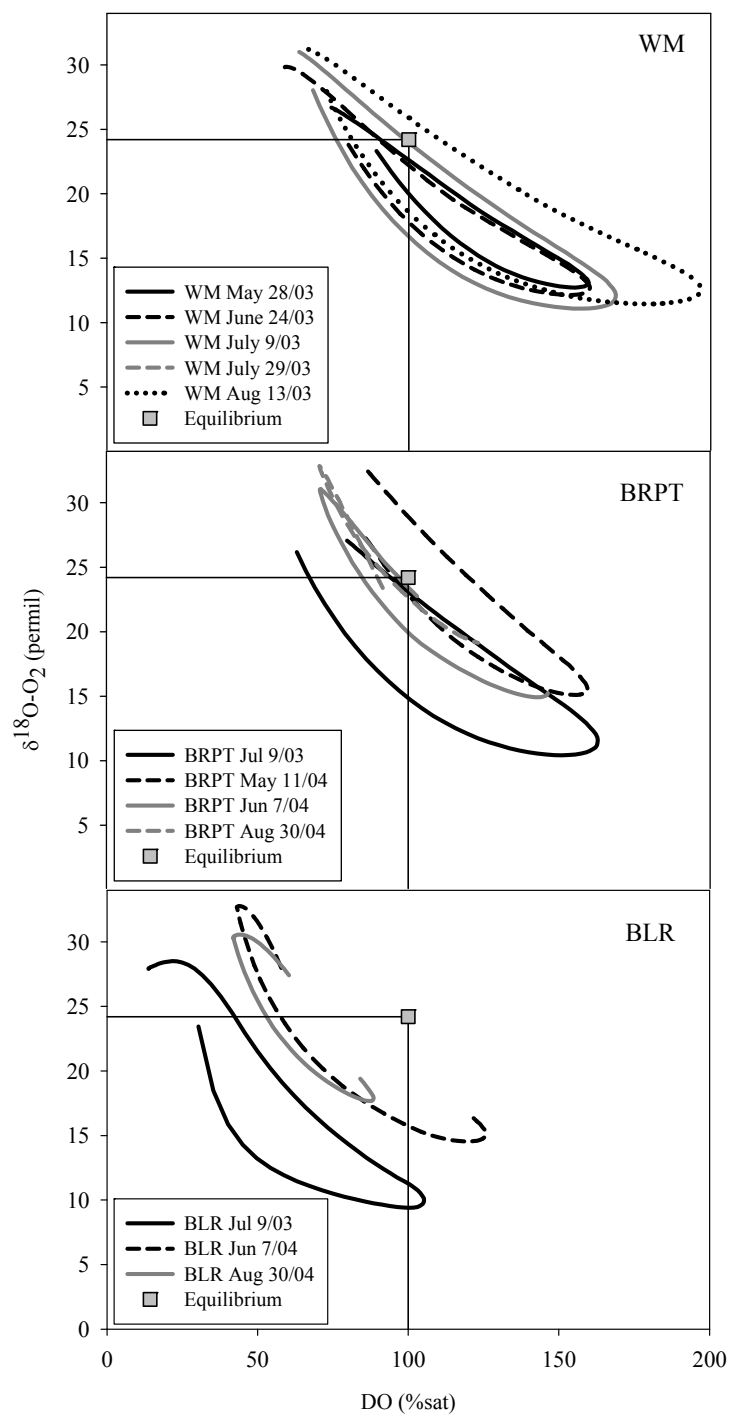 WM
30
25
20
15
10
5
WM May 28/03
WM June 24/03
WM July 9/03
WM July 29/03
WM Aug 13/03
Equilibrium
BRPT
30
25
20
15
10
5
BRPT Jul 9/03
BRPT May 11/04
BRPT Jun 7/04
BRPT Aug 30/04
Equilibrium
δ18O-O2 (permil)
BLR
30
25
20
15
10
5
0
BLR Jul 9/03
BLR Jun 7/04
BLR Aug 30/04
Equilibrium
0 50 100 150 200
DO (%sat)